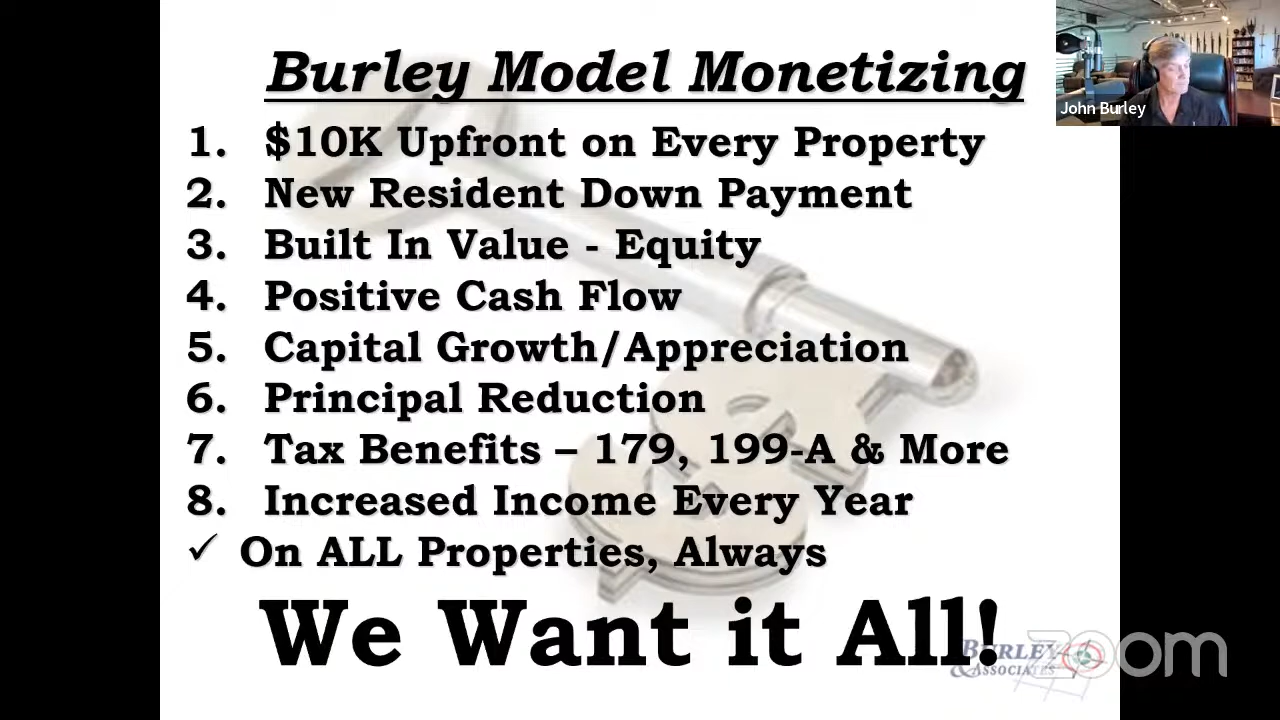 Burley Model Monetizing
John Burley
1. $10K Upfront on Every Property
2. New Resident Down Payment
3. Built In Value - Equity
4. Positive Cash Flow
5. Capital Growth/Appreciation
6. Principal Reduction
7. Tax Benefits – 179, 199-A & More
8. Increased Income Every Year
✓ On ALL Properties, Always
We Want it All!
BURLEY
& ASSOCIATES
zoom